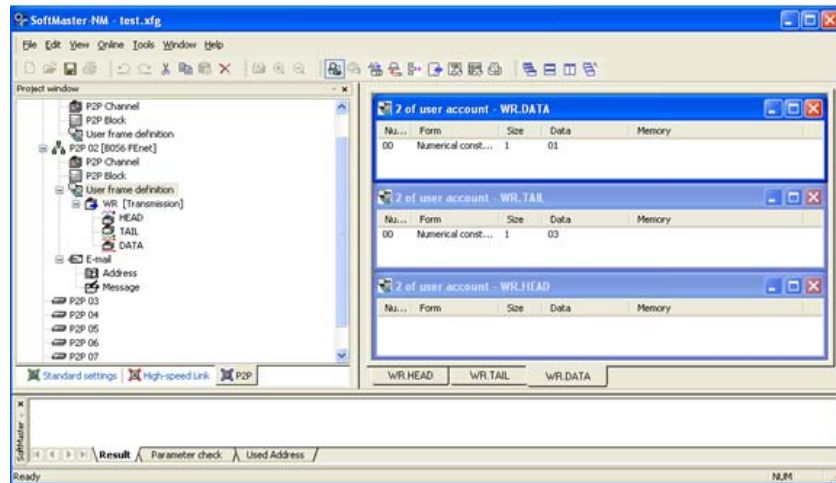 SoftMaster-NM - test.xfg
File Edit View Online Tools Window Help
Project window
P2P Channel
P2P Block
User frame definition
P2P 02 [B056 FEnet]
P2P Channel
P2P Block
User frame definition
WR [Transmission]
HEAD
TAIL
DATA
E-mail
Address
Message
P2P 03
P2P 04
P2P 05
P2P 06
P2P 07
Standard settings High-speed Link P2P
2 of user account - WR.DATA
Nu... Form Size Data Memory
00 Numerical const... 1 01
2 of user account - WR.TAIL
Nu... Form Size Data Memory
00 Numerical const... 1 03
2 of user account - WR.HEAD
Nu... Form Size Data Memory
WR.HEAD WR.TAIL WR.DATA
SoftMaster
Result Parameter check Used Address
Ready NUM